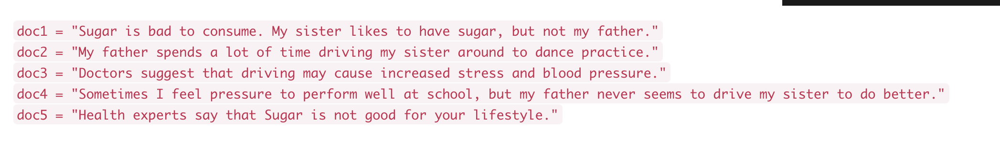 doc1 = "Sugar is bad to consume. My sister likes to have sugar, but not my father."
doc2 = "My father spends a lot of time driving my sister around to dance practice."
doc3 = "Doctors suggest that driving may cause increased stress and blood pressure."
doc4 = "Sometimes I feel pressure to perform well at school, but my father never seems to drive my sister to do better."
doc5 = "Health experts say that Sugar is not good for your lifestyle."